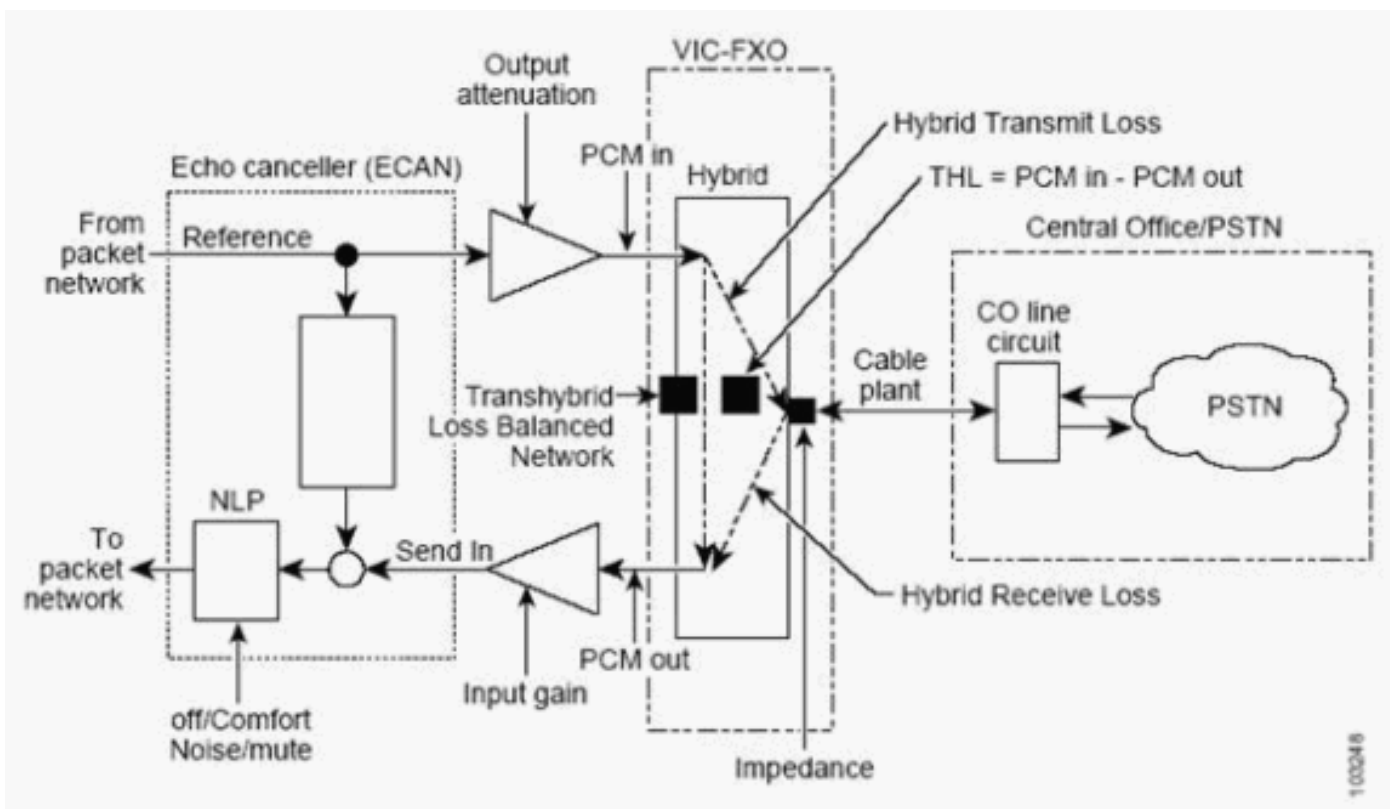 VIC-FXO
Output
attenuation
Hybrid Transmit Loss
PCM in
Echo canceller (ECAN)
Hybrid
THL = PCM in - PCM out
From
packet
network
Reference
Central Office/PSTN
CO line
circuit
Cable
plant
PSTN
Transhybrid
Loss Balanced
Network
NLP
To
packet
network
Send In
Hybrid Receive Loss
PCM out
Input gain
off/Comfort
Noise/mute
Impedance
103248